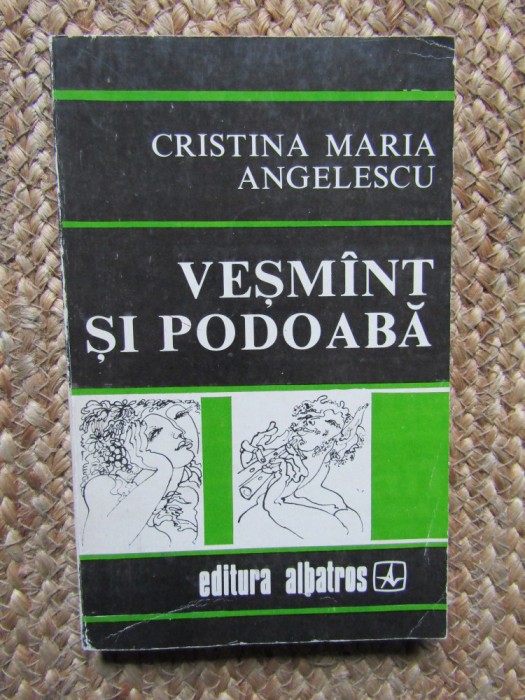 CRISTINA MARIA
ANGELESCU
VEȘMÎNT
ȘI PODOABĂ
editura albatros